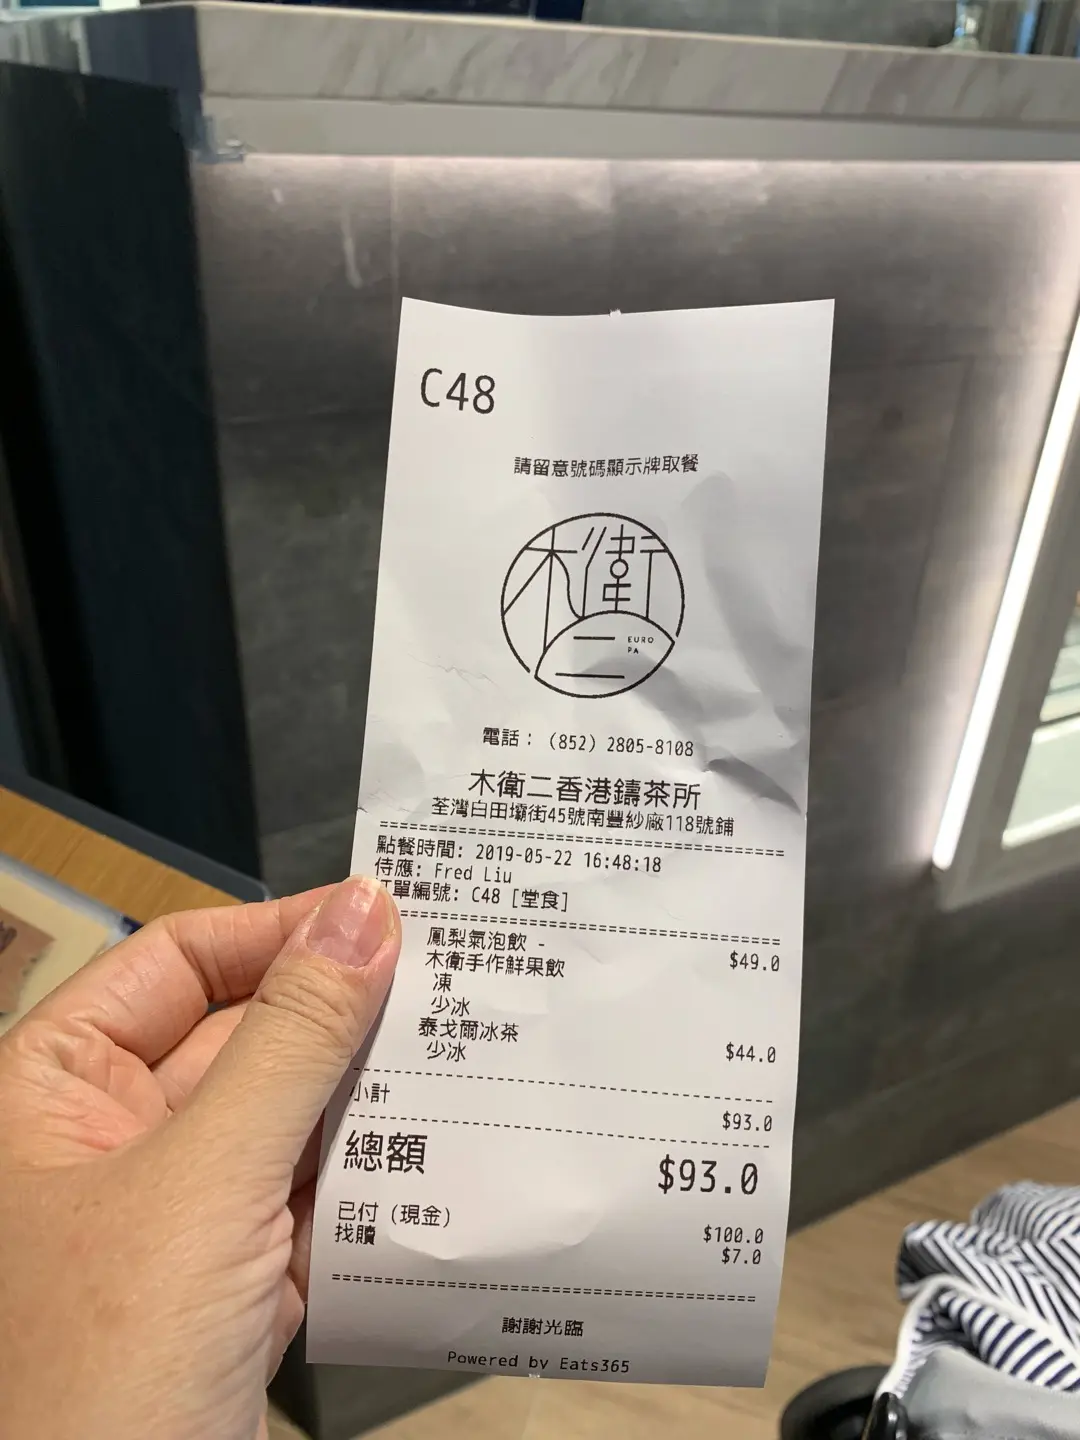 C48
請留意號碼顯示牌取餐
木衛
二
EURO
PA
電話： (852) 2805-8108
木衛二香港鑄茶所
荃灣白田壩街45號南豐紗廠118號鋪
點餐時間: 2019-05-22 16:48:18
侍應: Fred Liu
訂單編號: C48 [堂食]
鳳梨氣泡飲 - $49.0
木衛手作鮮果飲
凍
少冰
泰戈爾冰茶 $44.0
少冰
小計 $93.0
總額 $93.0
已付 (現金) $100.0
找贖 $7.0
謝謝光臨
Powered by Eats365